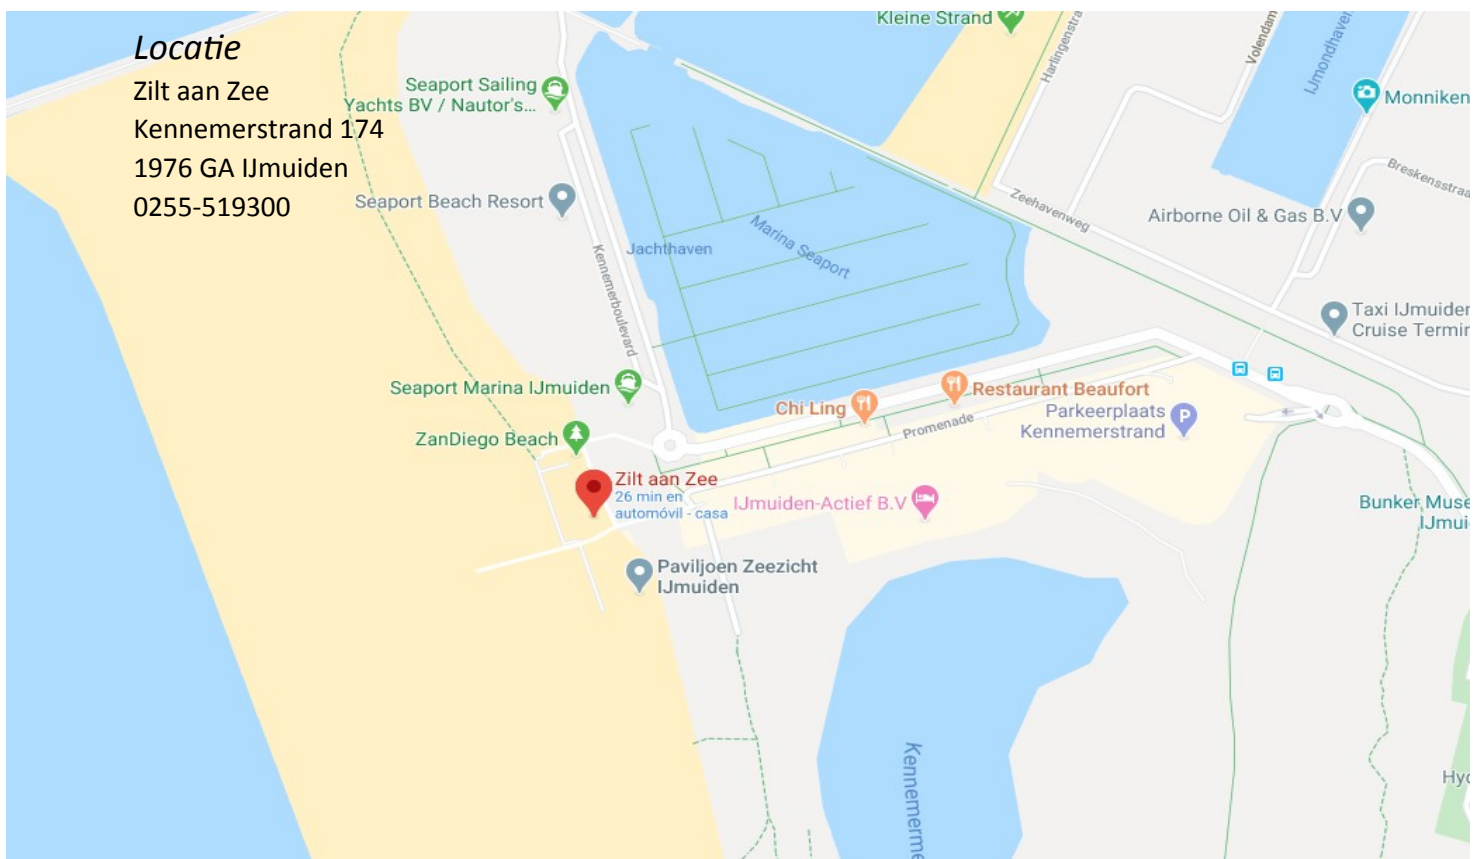 Locatie
Zilt aan Zee
Kennemerstrand 174
1976 GA IJmuiden
0255-519300
Kleine Strand
Seaport Sailing
Yachts BV / Nautor's...
Seaport Beach Resort
Kennemerboulevard
Jachthaven
Marina Seaport
Harlingenstra
Volendam
IJmondhaven
Monniken
Breskensstraa
Zeehavenweg
Airborne Oil & Gas B.V
Taxi IJmuiden
Cruise Termin
Seaport Marina IJmuiden
Chi Ling
Restaurant Beaufort
Promenade
Parkeerplaats
Kennemerstrand
P
ZanDiego Beach
Zilt aan Zee
26 min en
automóvil - casa
IJmuiden-Actief B.V
Bunker Muse
IJmui
Paviljoen Zeezicht
IJmuiden
Kennemerme
Hyd